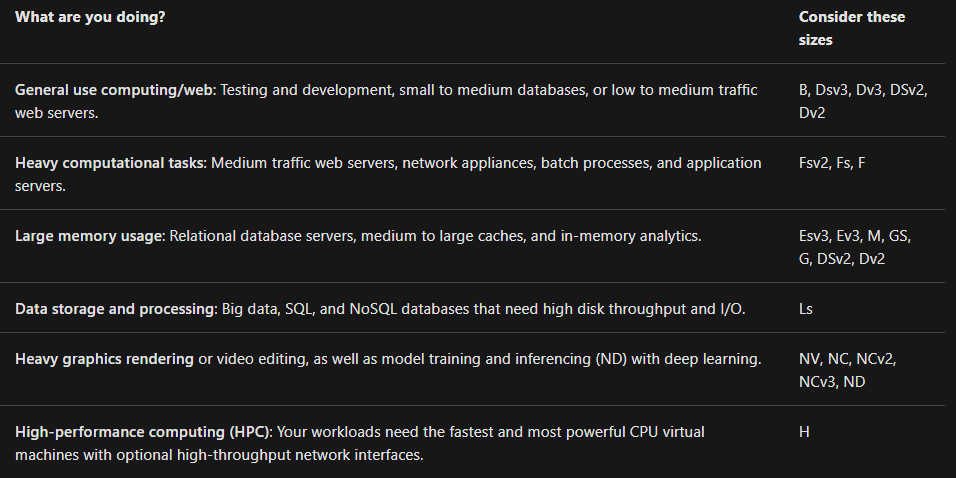 What are you doing?
Consider these
sizes
General use computing/web: Testing and development, small to medium databases, or low to medium traffic
web servers.
B, Dsv3, Dv3, DSv2,
Dv2
Heavy computational tasks: Medium traffic web servers, network appliances, batch processes, and application
servers.
Fsv2, Fs, F
Large memory usage: Relational database servers, medium to large caches, and in-memory analytics.
Esv3, Ev3, M, GS,
G, DSv2, Dv2
Data storage and processing: Big data, SQL, and NoSQL databases that need high disk throughput and I/O.
Ls
Heavy graphics rendering or video editing, as well as model training and inferencing (ND) with deep learning.
NV, NC, NCv2,
NCv3, ND
High-performance computing (HPC): Your workloads need the fastest and most powerful CPU virtual
machines with optional high-throughput network interfaces.
H